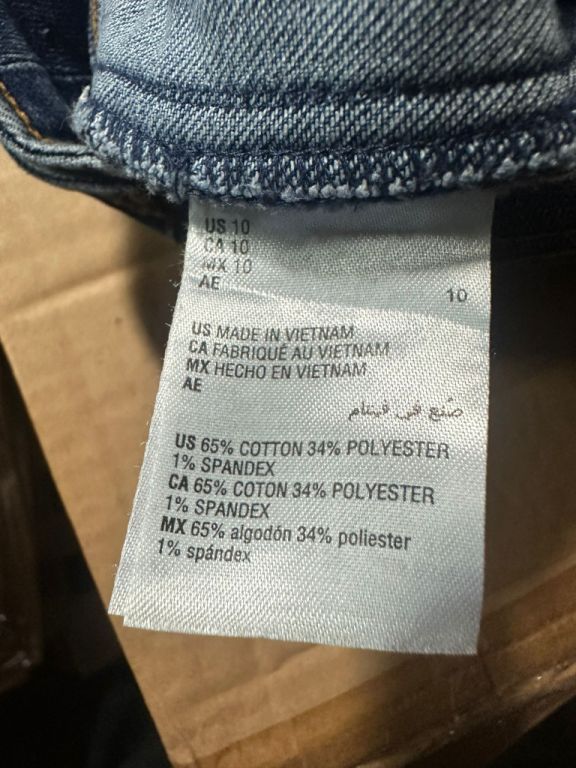 US 10
CA 10
MX 10
AE
10
US MADE IN VIETNAM
CA FABRIQUÉ AU VIETNAM
MX HECHO EN VIETNAM
AE
صنع في فيتنام
US 65% COTTON 34% POLYESTER
1% SPANDEX
CA 65% COTON 34% POLYESTER
1% SPANDEX
MX 65% algodón 34% poliester
1% spándex